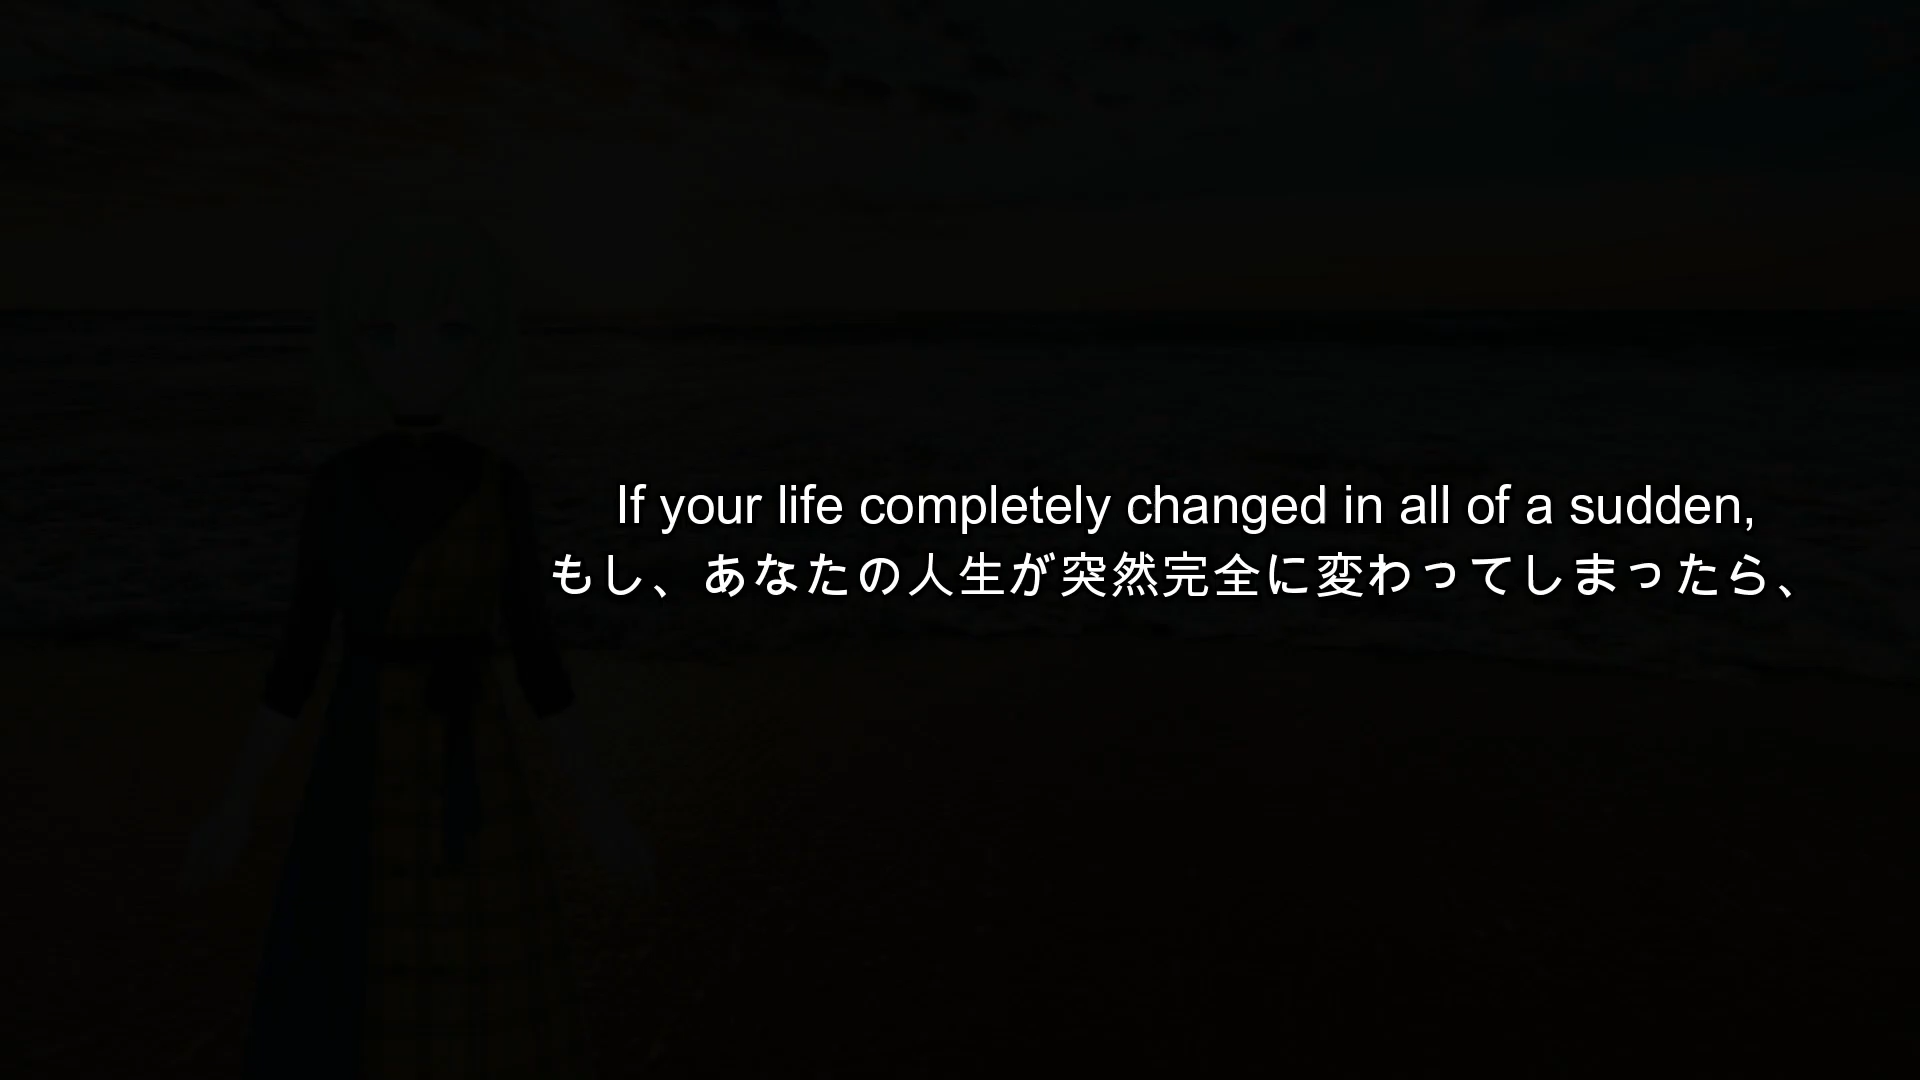 If your life completely changed in all of a sudden,
もし、あなたの人生が突然完全に変わってしまったら、